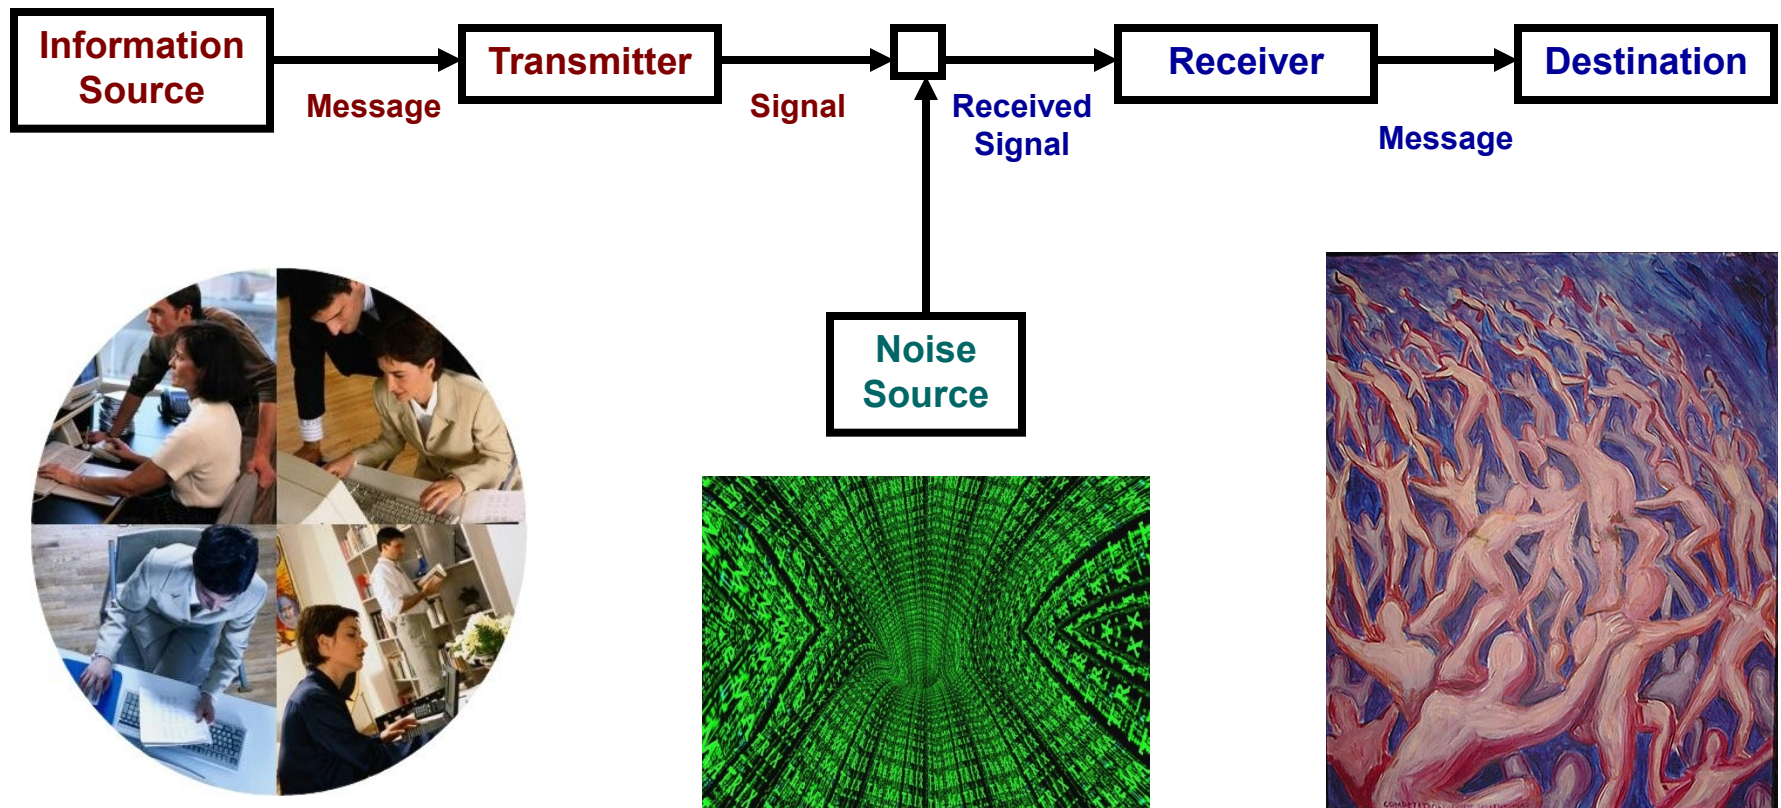 Information
Source
Message
Transmitter
Signal
Received
Signal
Receiver
Message
Destination
Noise
Source